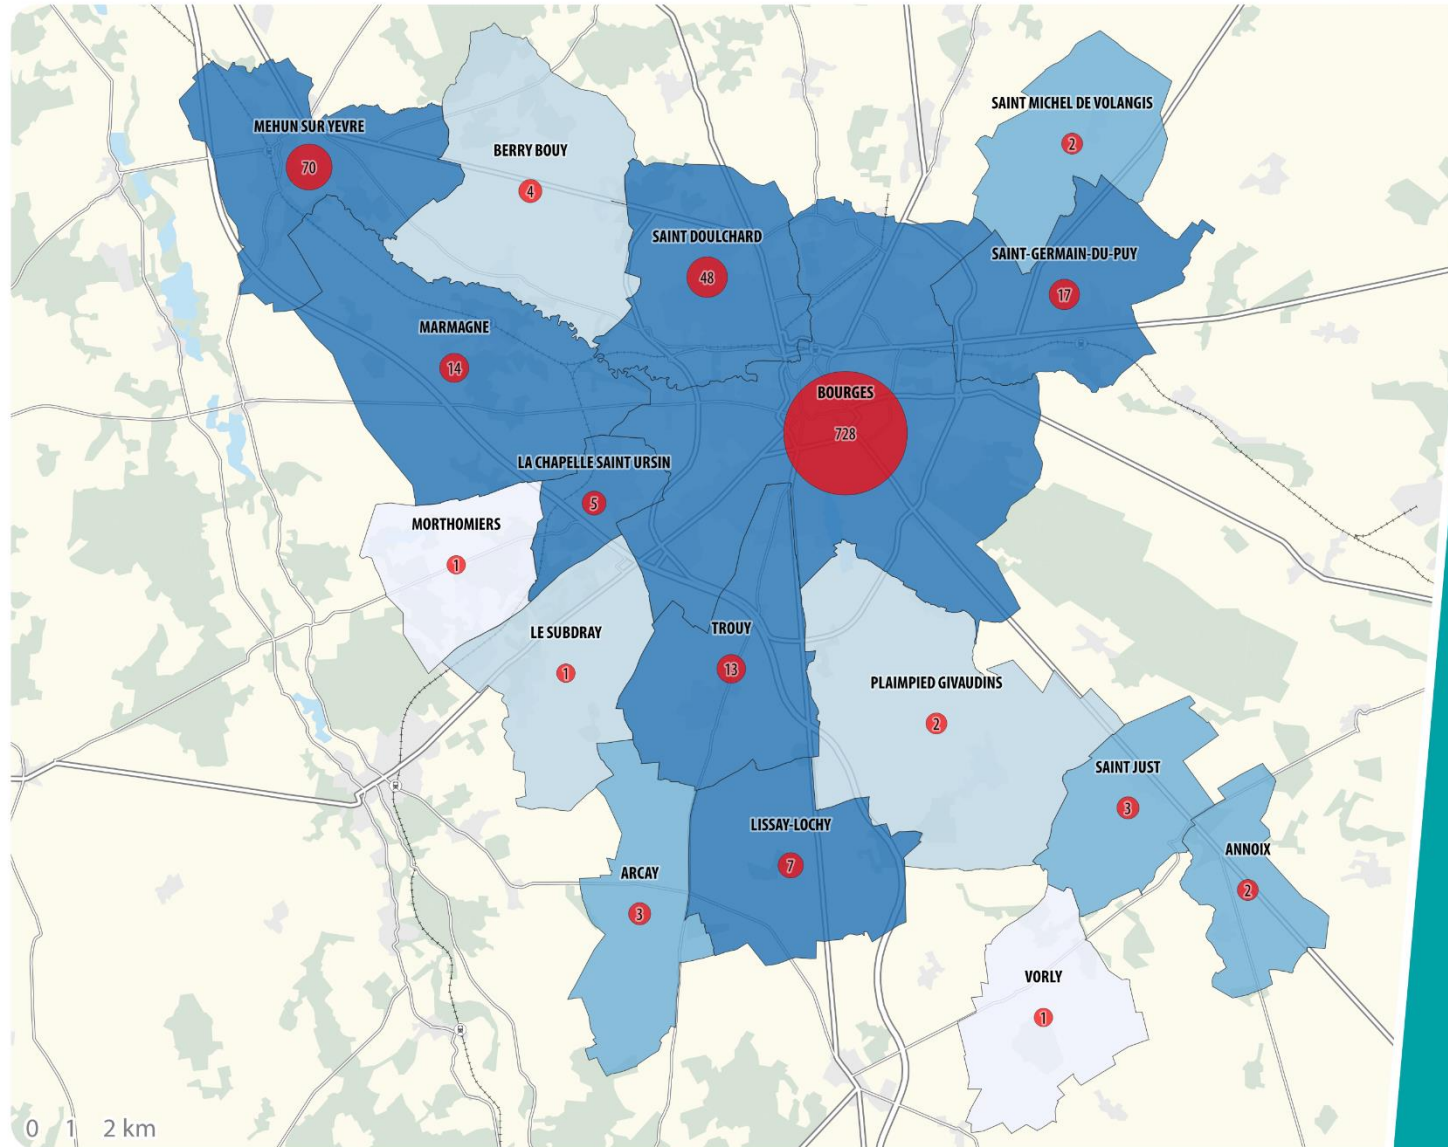 SAINT MICHEL DE VOLANGIS
2
MEHUN SUR YEVRE
70
BERRY BOUY
4
SAINT DOULCHARD
48
SAINT-GERMAIN-DU-PUY
17
MARMAGNE
14
BOURGES
728
LA CHAPELLE SAINT URSIN
5
MORTHOMIERS
1
LE SUBDRAY
1
TROUY
13
PLAIMPIED GIVAUDINS
2
SAINT JUST
3
LISSAY-LOCHY
7
ANNOIX
2
ARCAY
3
VORLY
1
0 1 2 km